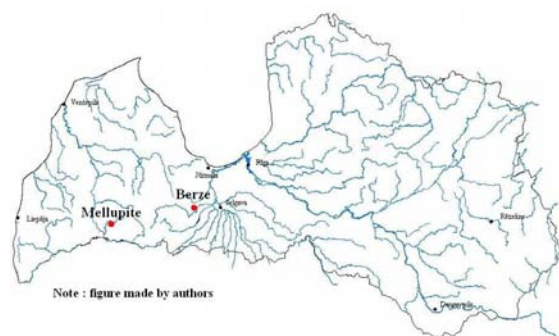 Ventspils
Rīga
Jūrmala
Berze
Jelgava
Mellupite
Liepāja
Rēzekne
Note : figure made by authors
Daugavpils